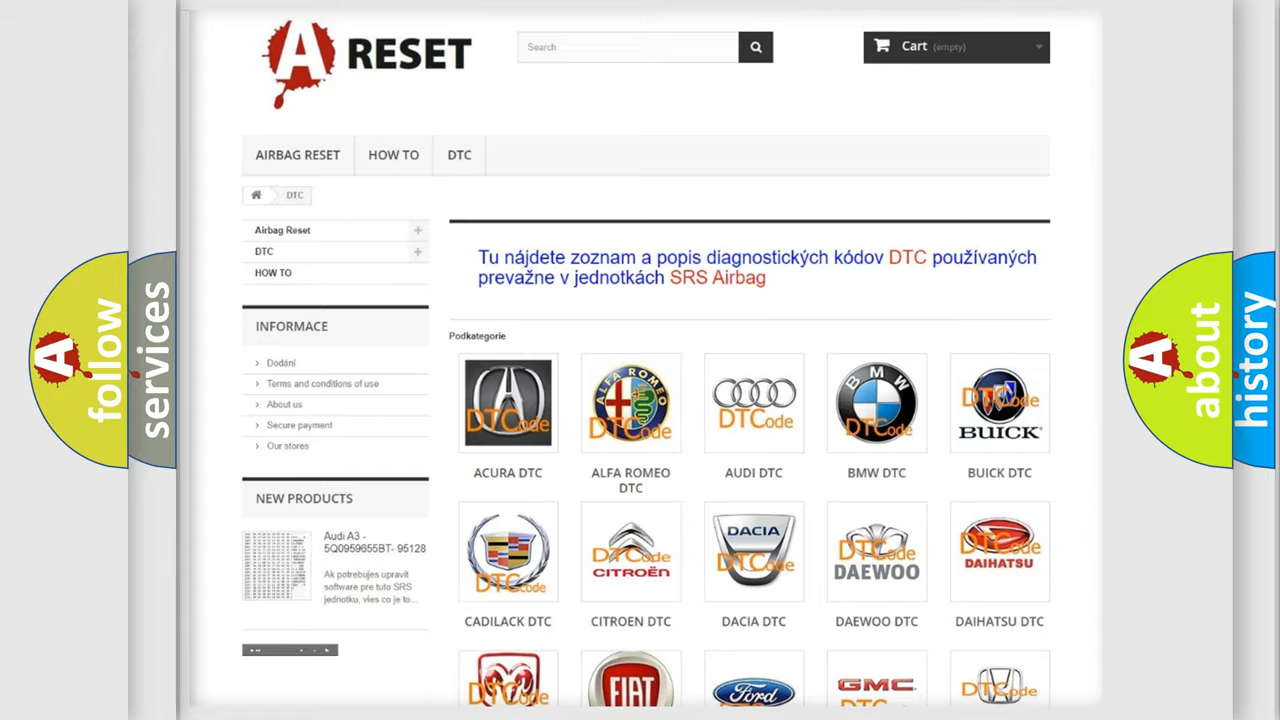 A RESET
Search
Cart (empty)
AIRBAG RESET
HOW TO
DTC
DTC
Airbag Reset
DTC
HOW TO
INFORMACE
Dodání
Terms and conditions of use
About us
Secure payment
Our stores
NEW PRODUCTS
Audi A3 -
5Q0959655BT- 95128
Ak potrebujes upravit
software pre tuto SRS
jednotku, vies co je to...
Tu nájdete zoznam a popis diagnostických kódov DTC používaných
prevažne v jednotkách SRS Airbag
Podkategorie
DTCode
ALFA ROMEO
DTCode
DTCode
BMW
DTCode
DTCode
BUICK
ACURA DTC
ALFA ROMEO
DTC
AUDI DTC
BMW DTC
BUICK DTC
DTCode
DTCode
CITROËN
DACIA
DTCode
DTCode
DAEWOO
DTCode
DAIHATSU
CADILACK DTC
CITROEN DTC
DACIA DTC
DAEWOO DTC
DAIHATSU DTC
DTCode
FIAT
Ford
GMC
DTCode
A
follow
services
A
about
history